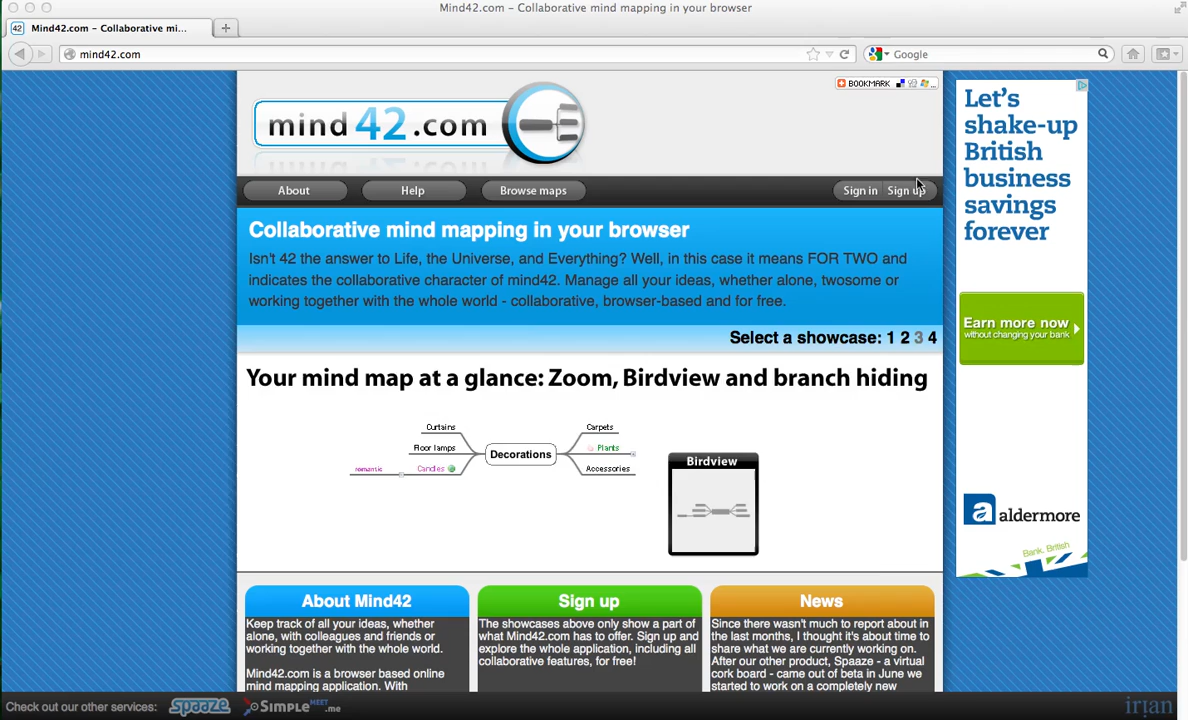 Mind42.com – Collaborative mind mapping in your browser
42 Mind42.com – Collaborative mi...
mind42.com
Google
BOOKMARK
mind42.com
About Help Browse maps Sign in Sign up
Collaborative mind mapping in your browser
Isn't 42 the answer to Life, the Universe, and Everything? Well, in this case it means FOR TWO and
indicates the collaborative character of mind42. Manage all your ideas, whether alone, twosome or
working together with the whole world - collaborative, browser-based and for free.
Select a showcase: 1 2 3 4
Your mind map at a glance: Zoom, Birdview and branch hiding
Curtains
Floor lamps
romantic
Candles
Decorations
Carpets
Plants
Accessories
Birdview
About Mind42
Keep track of all your ideas, whether
alone, with colleagues and friends or
working together with the whole world.
Mind42.com is a browser based online
mind mapping application. With
Sign up
The showcases above only show a part of
what Mind42.com has to offer. Sign up and
explore the whole application, including all
collaborative features, for free!
News
Since there wasn't much to report about in
the last months, I thought it's about time to
share what we are currently working on.
After our other product, Spaaze - a virtual
cork board - came out of beta in June we
started to work on a completely new
Let's
shake-up
British
business
savings
forever
Earn more now
without changing your bank
a aldermore
Bank. British.
Check out our other services: spaaze SIMPLEMEET.me
irian